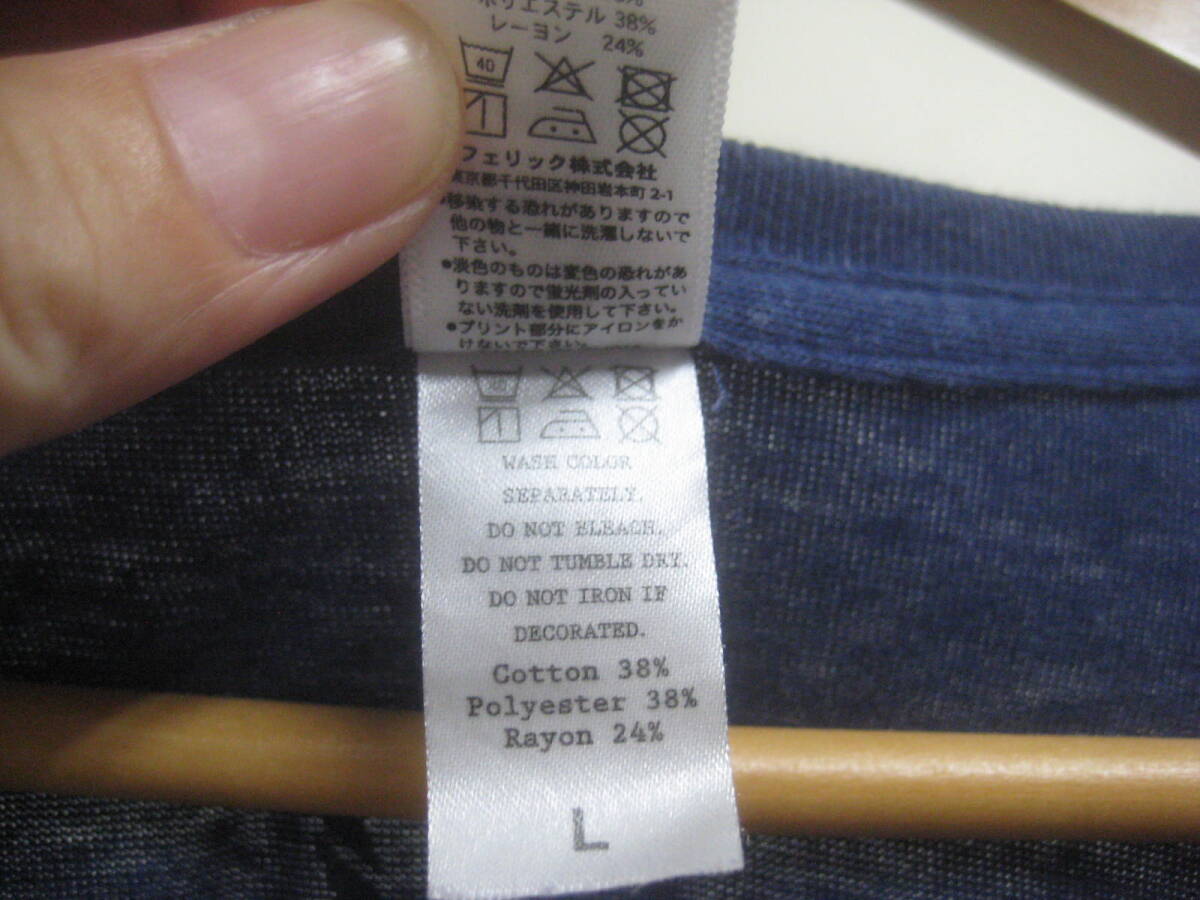 ポリエステル 38%
レーヨン 24%
40
フェリック株式会社
東京都千代田区神田岩本町2-1
●移染する恐れがありますので
他の物と一緒に洗濯しないで
下さい。
●淡色のものは変色の恐れがあ
りますので蛍光剤の入ってい
ない洗剤を使用して下さい。
●プリント部分にアイロンをか
けないで下さい。
WASH COLOR
SEPARATELY.
DO NOT BLEACH.
DO NOT TUMBLE DRY.
DO NOT IRON IF
DECORATED.
Cotton 38%
Polyester 38%
Rayon 24%
L